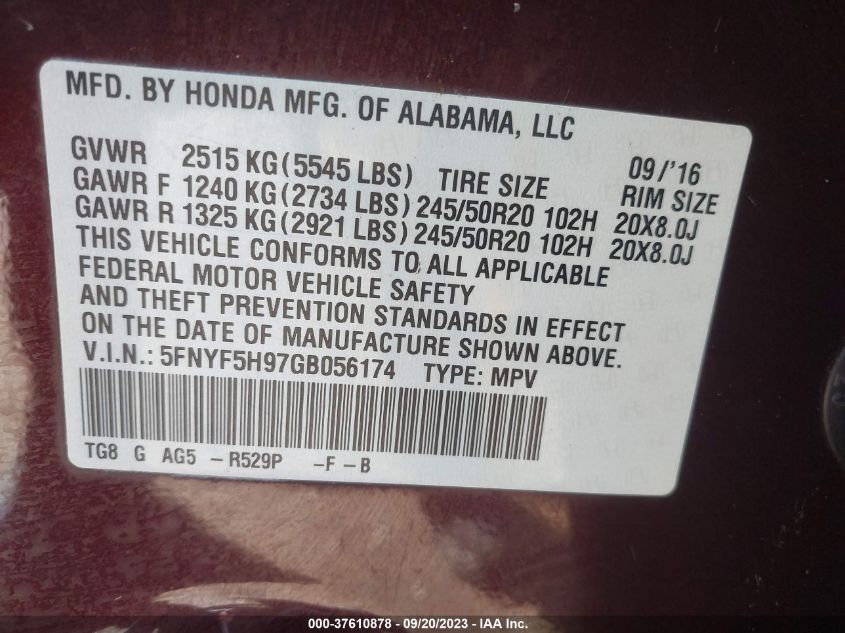 MFD. BY HONDA MFG. OF ALABAMA, LLC
09/'16
GVWR 2515 KG(5545 LBS) TIRE SIZE RIM SIZE
GAWR F 1240 KG(2734 LBS) 245/50R20 102H 20X8.0J
GAWR R 1325 KG(2921 LBS) 245/50R20 102H 20X8.0J
THIS VEHICLE CONFORMS TO ALL APPLICABLE
FEDERAL MOTOR VEHICLE SAFETY
AND THEFT PREVENTION STANDARDS IN EFFECT
ON THE DATE OF MANUFACTURE SHOWN ABOVE.
V.I.N.: 5FNYF5H97GB056174 TYPE: MPV
TG8 G AG5 -R529P -F-B
000-37610878 - 09/20/2023 - IAA Inc.